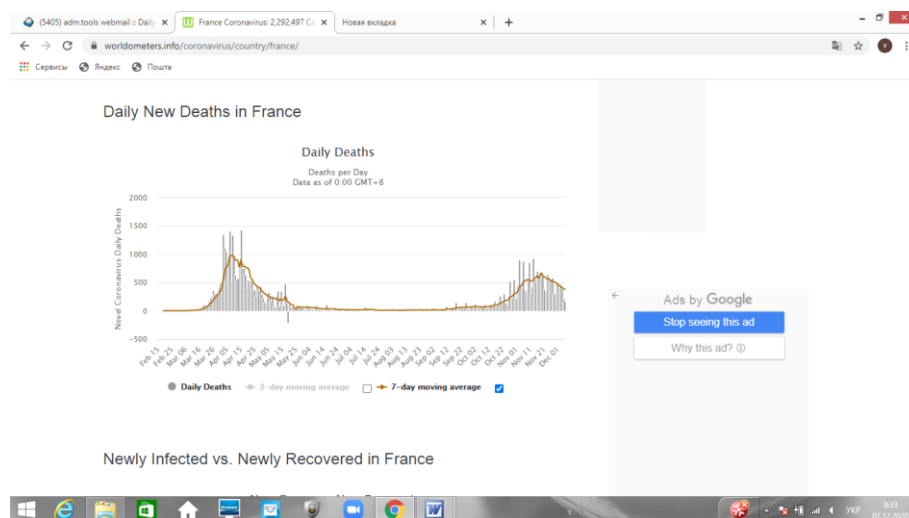 (5405) adm.tools webmail :: Daily
France Coronavirus: 2,292,497 Ca
Новая вкладка
worldometers.info/coronavirus/country/france/
Сервисы Яндекс Пошта
Daily New Deaths in France
Daily Deaths
Deaths per Day
Data as of 0:00 GMT+8
Novel Coronavirus Daily Deaths
2000
1500
1000
500
0
-500
Feb 15 Feb 25 Mar 06 Mar 16 Mar 26 Apr 05 Apr 15 Apr 25 May 05 May 15 May 25 Jun 04 Jun 14 Jun 24 Jul 04 Jul 14 Jul 24 Aug 03 Aug 13 Aug 23 Sep 02 Sep 12 Sep 22 Oct 02 Oct 12 Oct 22 Nov 01 Nov 11 Nov 21 Dec 01
Daily Deaths 3-day moving average 7-day moving average
Ads by Google
Stop seeing this ad
Why this ad?
Newly Infected vs. Newly Recovered in France
УКР
9:33
07.12.2020